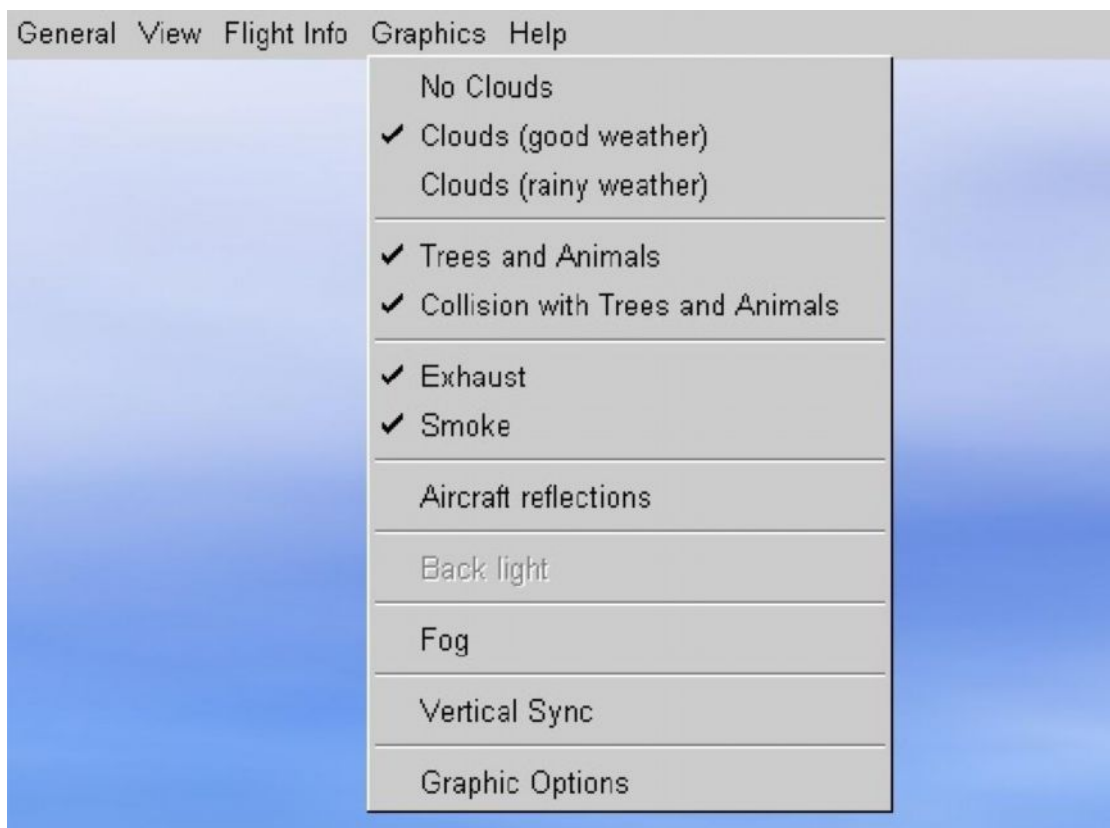 General View Flight Info Graphics Help
No Clouds
Clouds (good weather)
Clouds (rainy weather)
Trees and Animals
Collision with Trees and Animals
Exhaust
Smoke
Aircraft reflections
Back light
Fog
Vertical Sync
Graphic Options